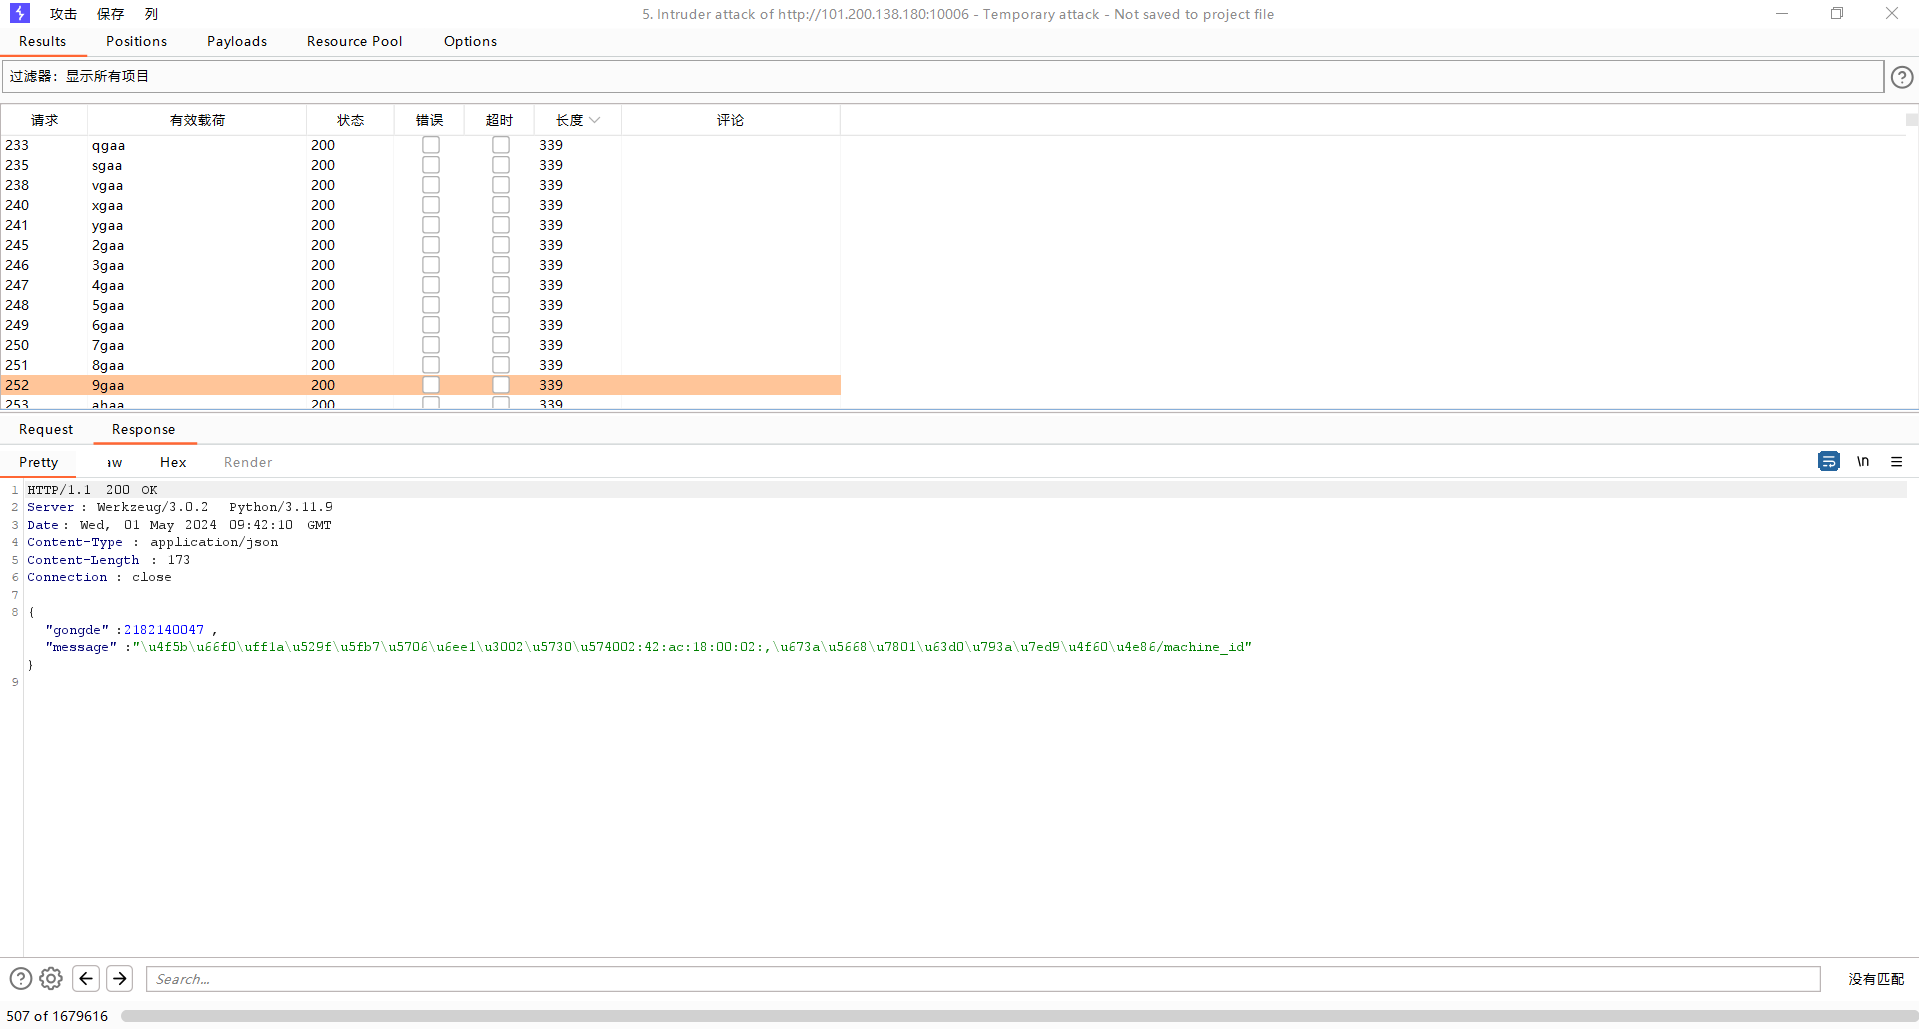 攻击 保存 列 5. Intruder attack of http://101.200.138.180:10006 - Temporary attack - Not saved to project file
Results Positions Payloads Resource Pool Options
过滤器：显示所有项目
请求 有效载荷 状态 错误 超时 长度 评论
233 qgaa 200 339
235 sgaa 200 339
238 vgaa 200 339
240 xgaa 200 339
241 ygaa 200 339
245 2gaa 200 339
246 3gaa 200 339
247 4gaa 200 339
248 5gaa 200 339
249 6gaa 200 339
250 7gaa 200 339
251 8gaa 200 339
252 9gaa 200 339
253 ahaa 200 339
Request Response
Pretty aw Hex Render \n
1 HTTP/1.1 200 OK
2 Server : Werkzeug/3.0.2 Python/3.11.9
3 Date : Wed, 01 May 2024 09:42:10 GMT
4 Content-Type : application/json
5 Content-Length : 173
6 Connection : close
7
8 {
"gongde" :2182140047 ,
"message" :"\u4f5b\u66f0\uff1a\u529f\u5fb7\u5706\u6ee1\u3002\u5730\u574002:42:ac:18:00:02:,\u673a\u5668\u7801\u63d0\u793a\u7ed9\u4f60\u4e86/machine_id"
}
9
Search... 没有匹配
507 of 1679616